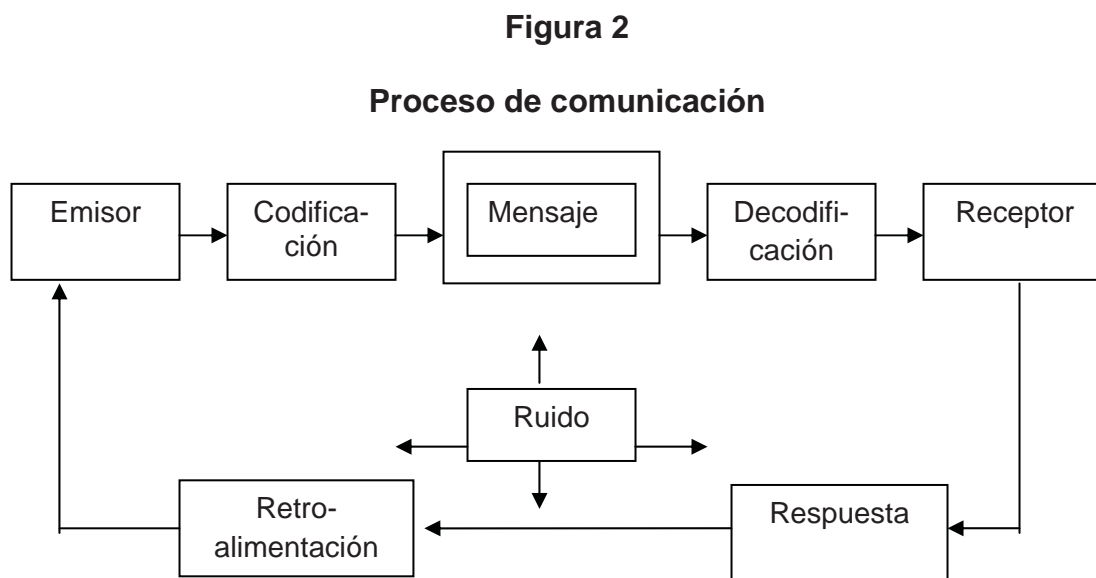 Figura 2
Proceso de comunicación
Emisor
Codifica-
ción
Mensaje
Decodifi-
cación
Receptor
Ruido
Retro-
alimentación
Respuesta